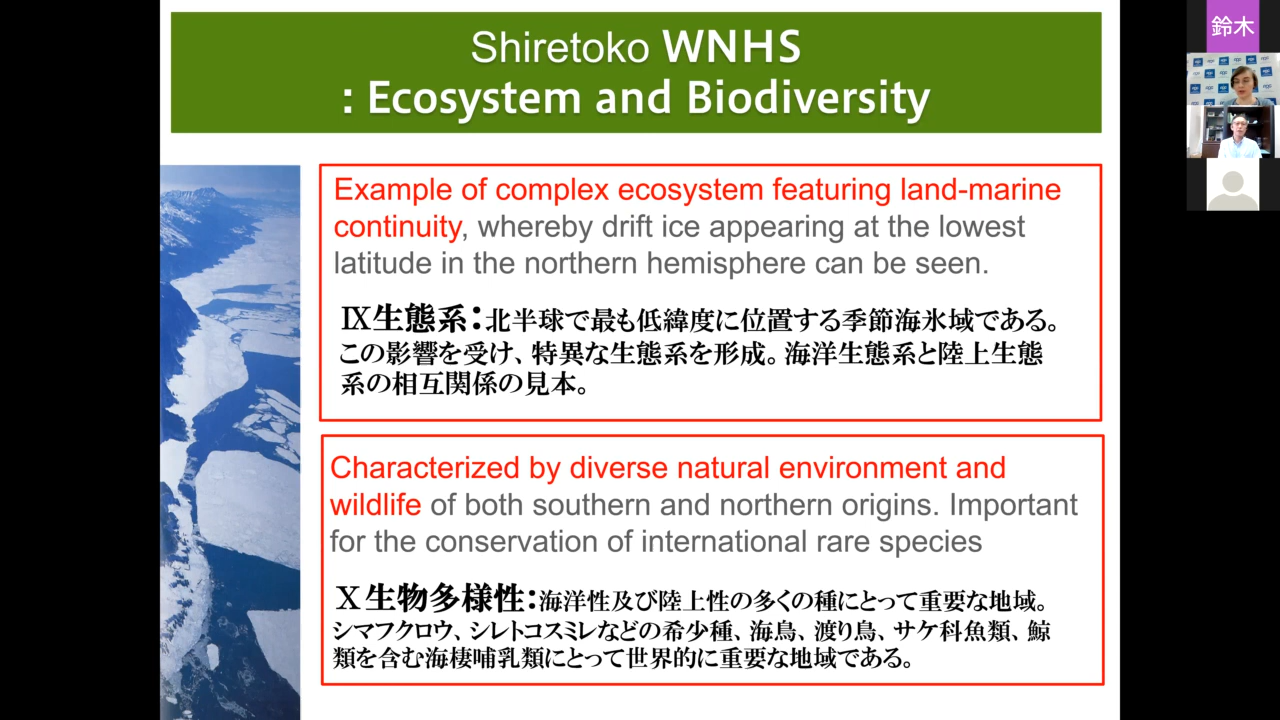 Shiretoko WNHS
: Ecosystem and Biodiversity
Example of complex ecosystem featuring land-marine
continuity, whereby drift ice appearing at the lowest
latitude in the northern hemisphere can be seen.
Ⅸ生態系：北半球で最も低緯度に位置する季節海氷域である。
この影響を受け、特異な生態系を形成。海洋生態系と陸上生態
系の相互関係の見本。
Characterized by diverse natural environment and
wildlife of both southern and northern origins. Important
for the conservation of international rare species
Ⅹ生物多様性：海洋性及び陸上性の多くの種にとって重要な地域。
シマフクロウ、シレトコスミレなどの希少種、海鳥、渡り鳥、サケ科魚類、鯨
類を含む海棲哺乳類にとって世界的に重要な地域である。
鈴木